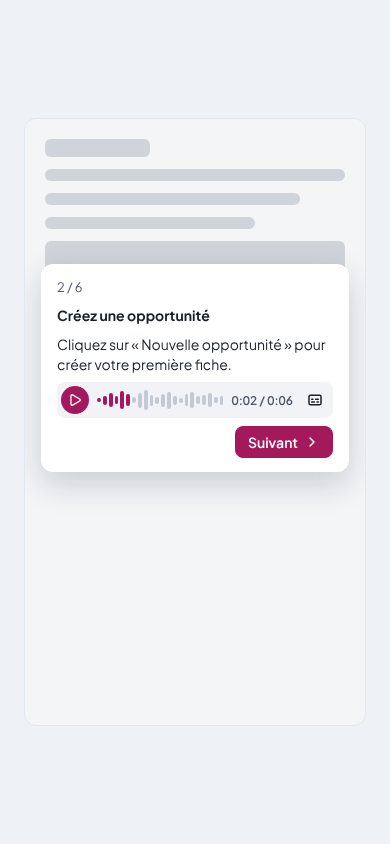 2 / 6
Créez une opportunité
Cliquez sur « Nouvelle opportunité » pour
créer votre première fiche.
0:02 / 0:06
Suivant